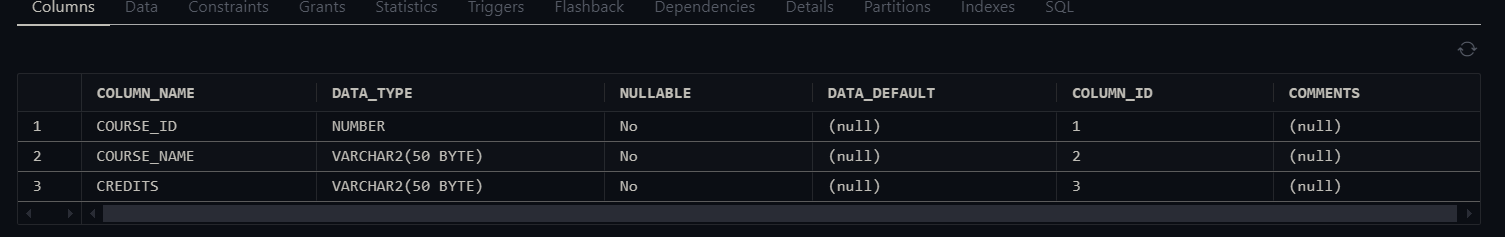 Columns Data Constraints Grants Statistics Triggers Flashback Dependencies Details Partitions Indexes SQL
COLUMN_NAME DATA_TYPE NULLABLE DATA_DEFAULT COLUMN_ID COMMENTS
1 COURSE_ID NUMBER No (null) 1 (null)
2 COURSE_NAME VARCHAR2(50 BYTE) No (null) 2 (null)
3 CREDITS VARCHAR2(50 BYTE) No (null) 3 (null)